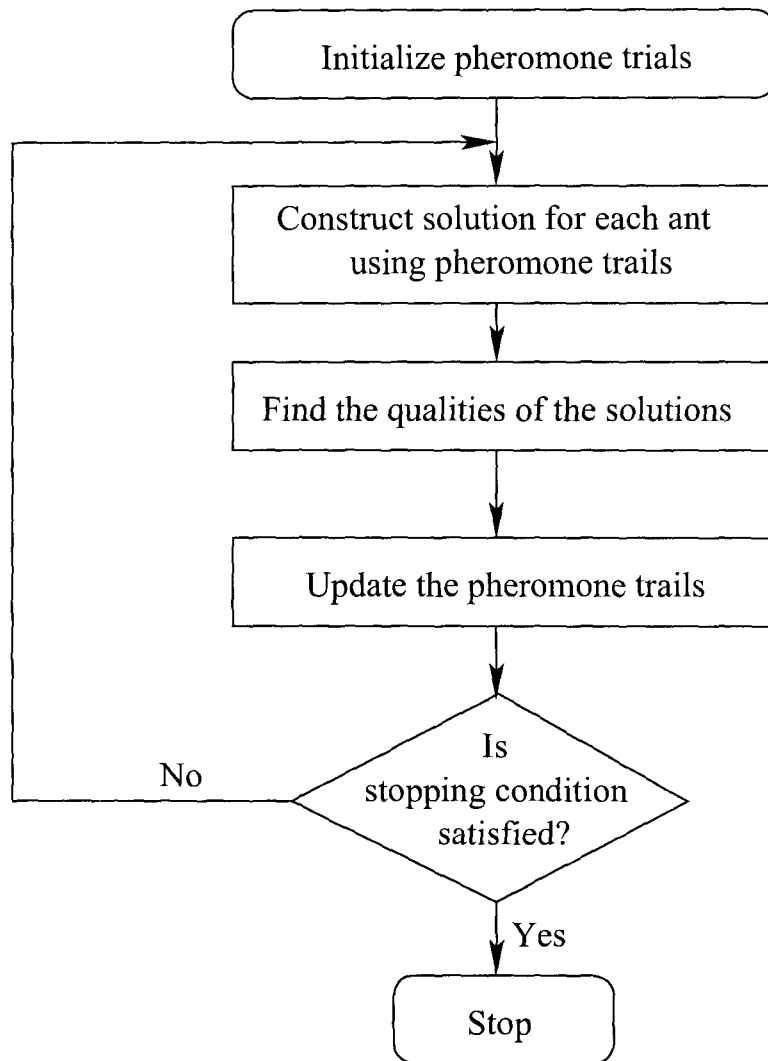 Initialize pheromone trials
Construct solution for each ant
using pheromone trails
Find the qualities of the solutions
Update the pheromone trails
Is
stopping condition
satisfied?
No
Yes
Stop